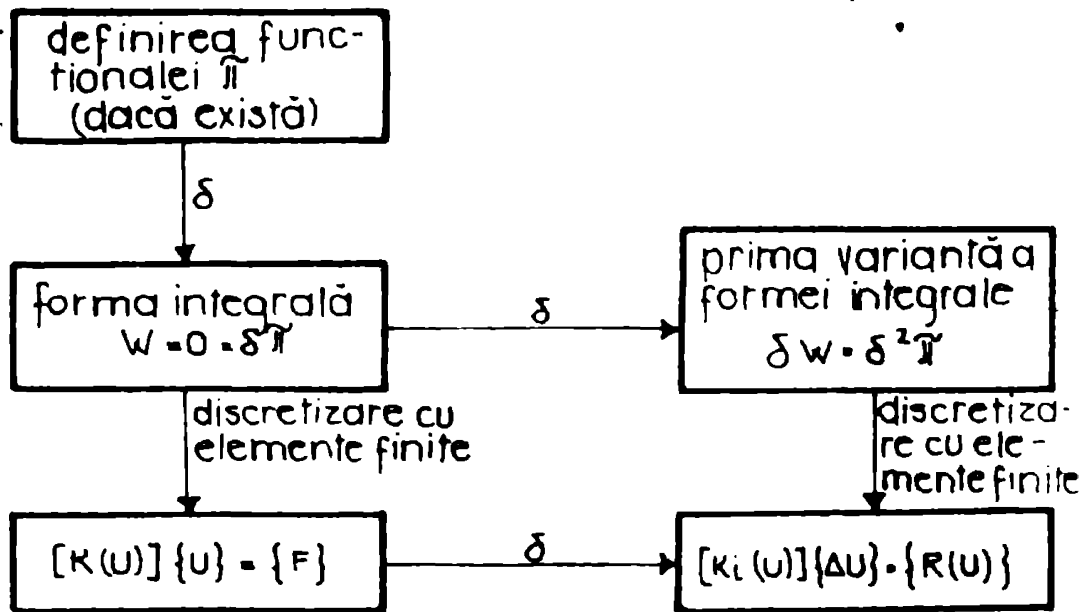 definirea func-
tionalei π̃
(dacă există)
δ
forma integrală
W = 0 = δπ̃
δ
prima variantă a
formei integrale
δW = δ²π̃
discretizare cu
elemente finite
discretiza-
re cu ele-
mente finite
[K(U)]{U} = {F}
δ
[Ki(U)]{ΔU} = {R(U)}